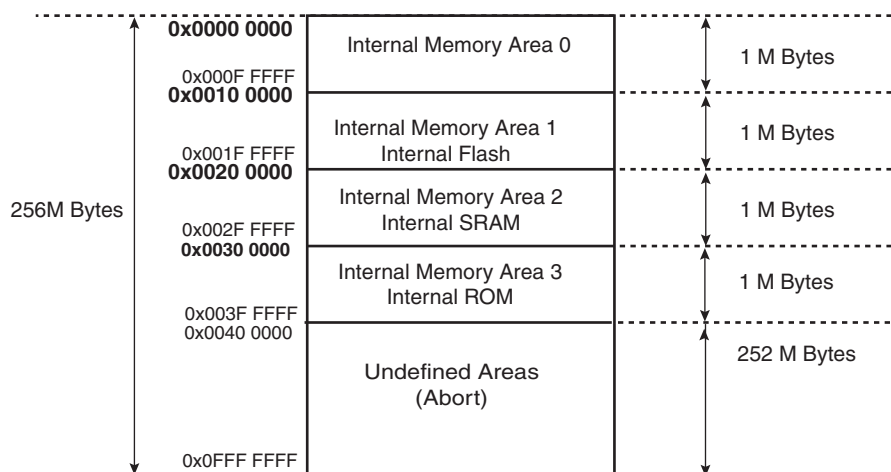 0x0000 0000
Internal Memory Area 0
0x000F FFFF
1 M Bytes
0x0010 0000
Internal Memory Area 1
Internal Flash
0x001F FFFF
1 M Bytes
0x0020 0000
256M Bytes
Internal Memory Area 2
Internal SRAM
0x002F FFFF
1 M Bytes
0x0030 0000
Internal Memory Area 3
Internal ROM
0x003F FFFF
1 M Bytes
0x0040 0000
252 M Bytes
Undefined Areas
(Abort)
0x0FFF FFFF